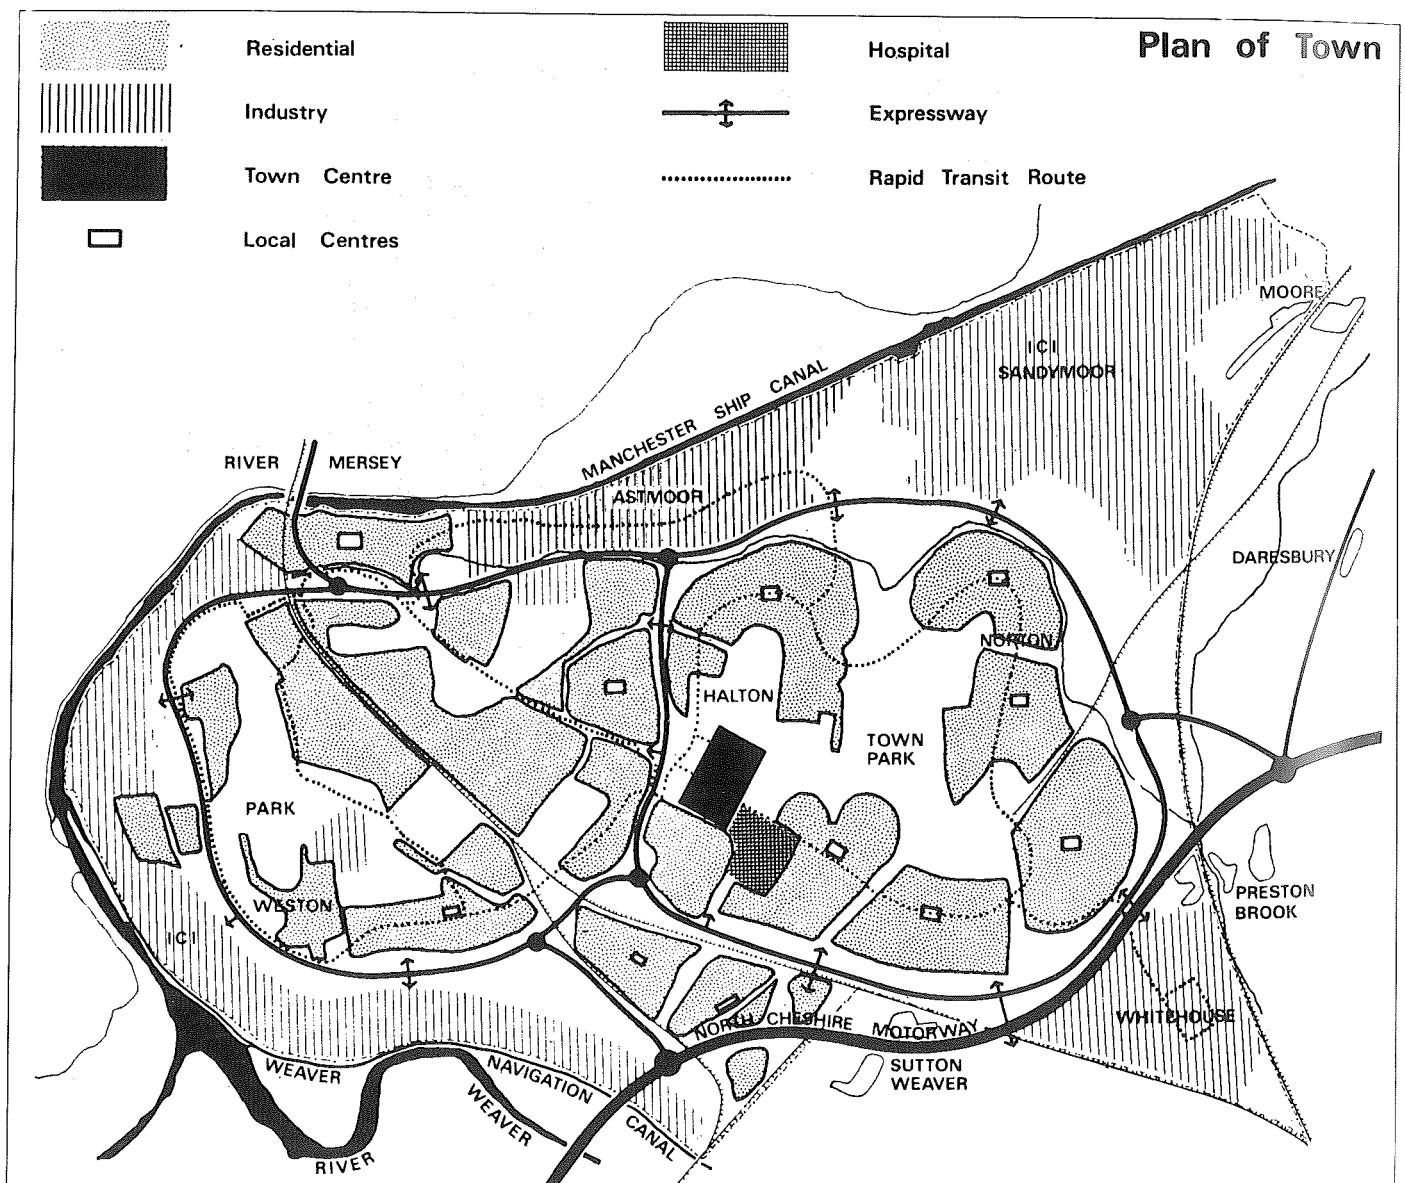 Plan of Town
Residential
Industry
Town Centre
Local Centres
Hospital
Expressway
Rapid Transit Route
MOORE
ICI
SANDYMOOR
MANCHESTER SHIP CANAL
RIVER MERSEY
ASTMOOR
DARESBURY
NORTON
HALTON
TOWN
PARK
PARK
WESTON
ICI
PRESTON
BROOK
WHITEHOUSE
NORTH CHESHIRE MOTORWAY
SUTTON
WEAVER
WEAVER NAVIGATION CANAL
RIVER WEAVER